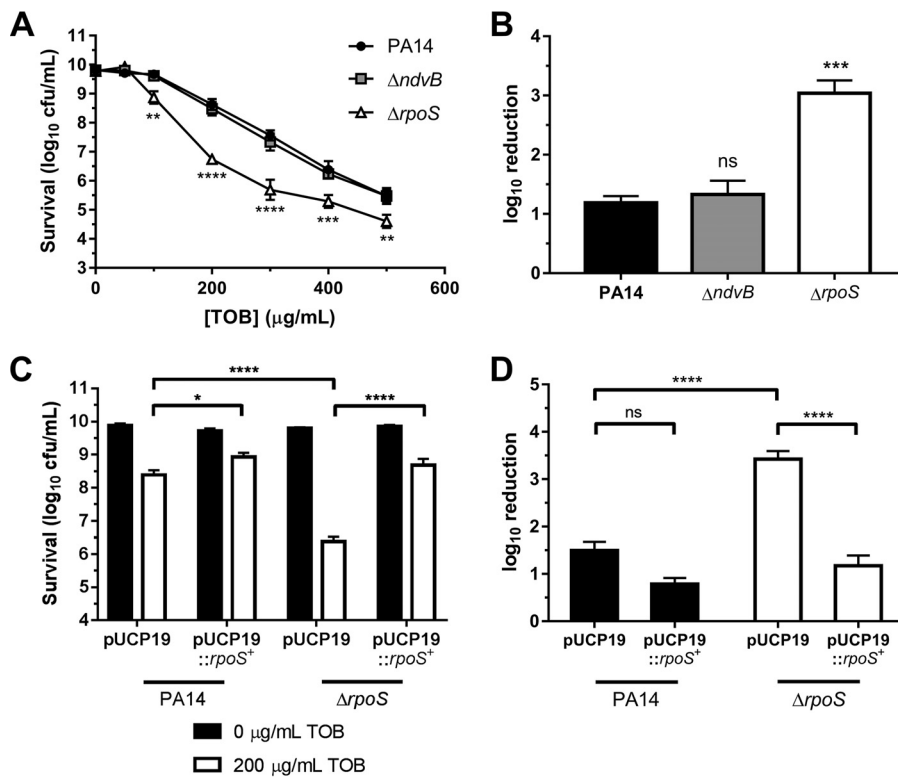 A
Survival (log10 cfu/mL)
11
10
9
8
7
6
5
4
3
0
200
400
600
[TOB] (μg/mL)
PA14
ΔndvB
ΔrpoS
**
****
****
***
**
B
log10 reduction
4
3
2
1
0
ns
***
PA14
ΔndvB
ΔrpoS
C
Survival (log10 cfu/mL)
11
10
9
8
7
6
5
4
****
*
****
pUCP19
pUCP19
::rpoS+
pUCP19
pUCP19
::rpoS+
PA14
ΔrpoS
0 μg/mL TOB
200 μg/mL TOB
D
log10 reduction
5
4
3
2
1
0
****
ns
****
pUCP19
pUCP19
::rpoS+
pUCP19
pUCP19
::rpoS+
PA14
ΔrpoS